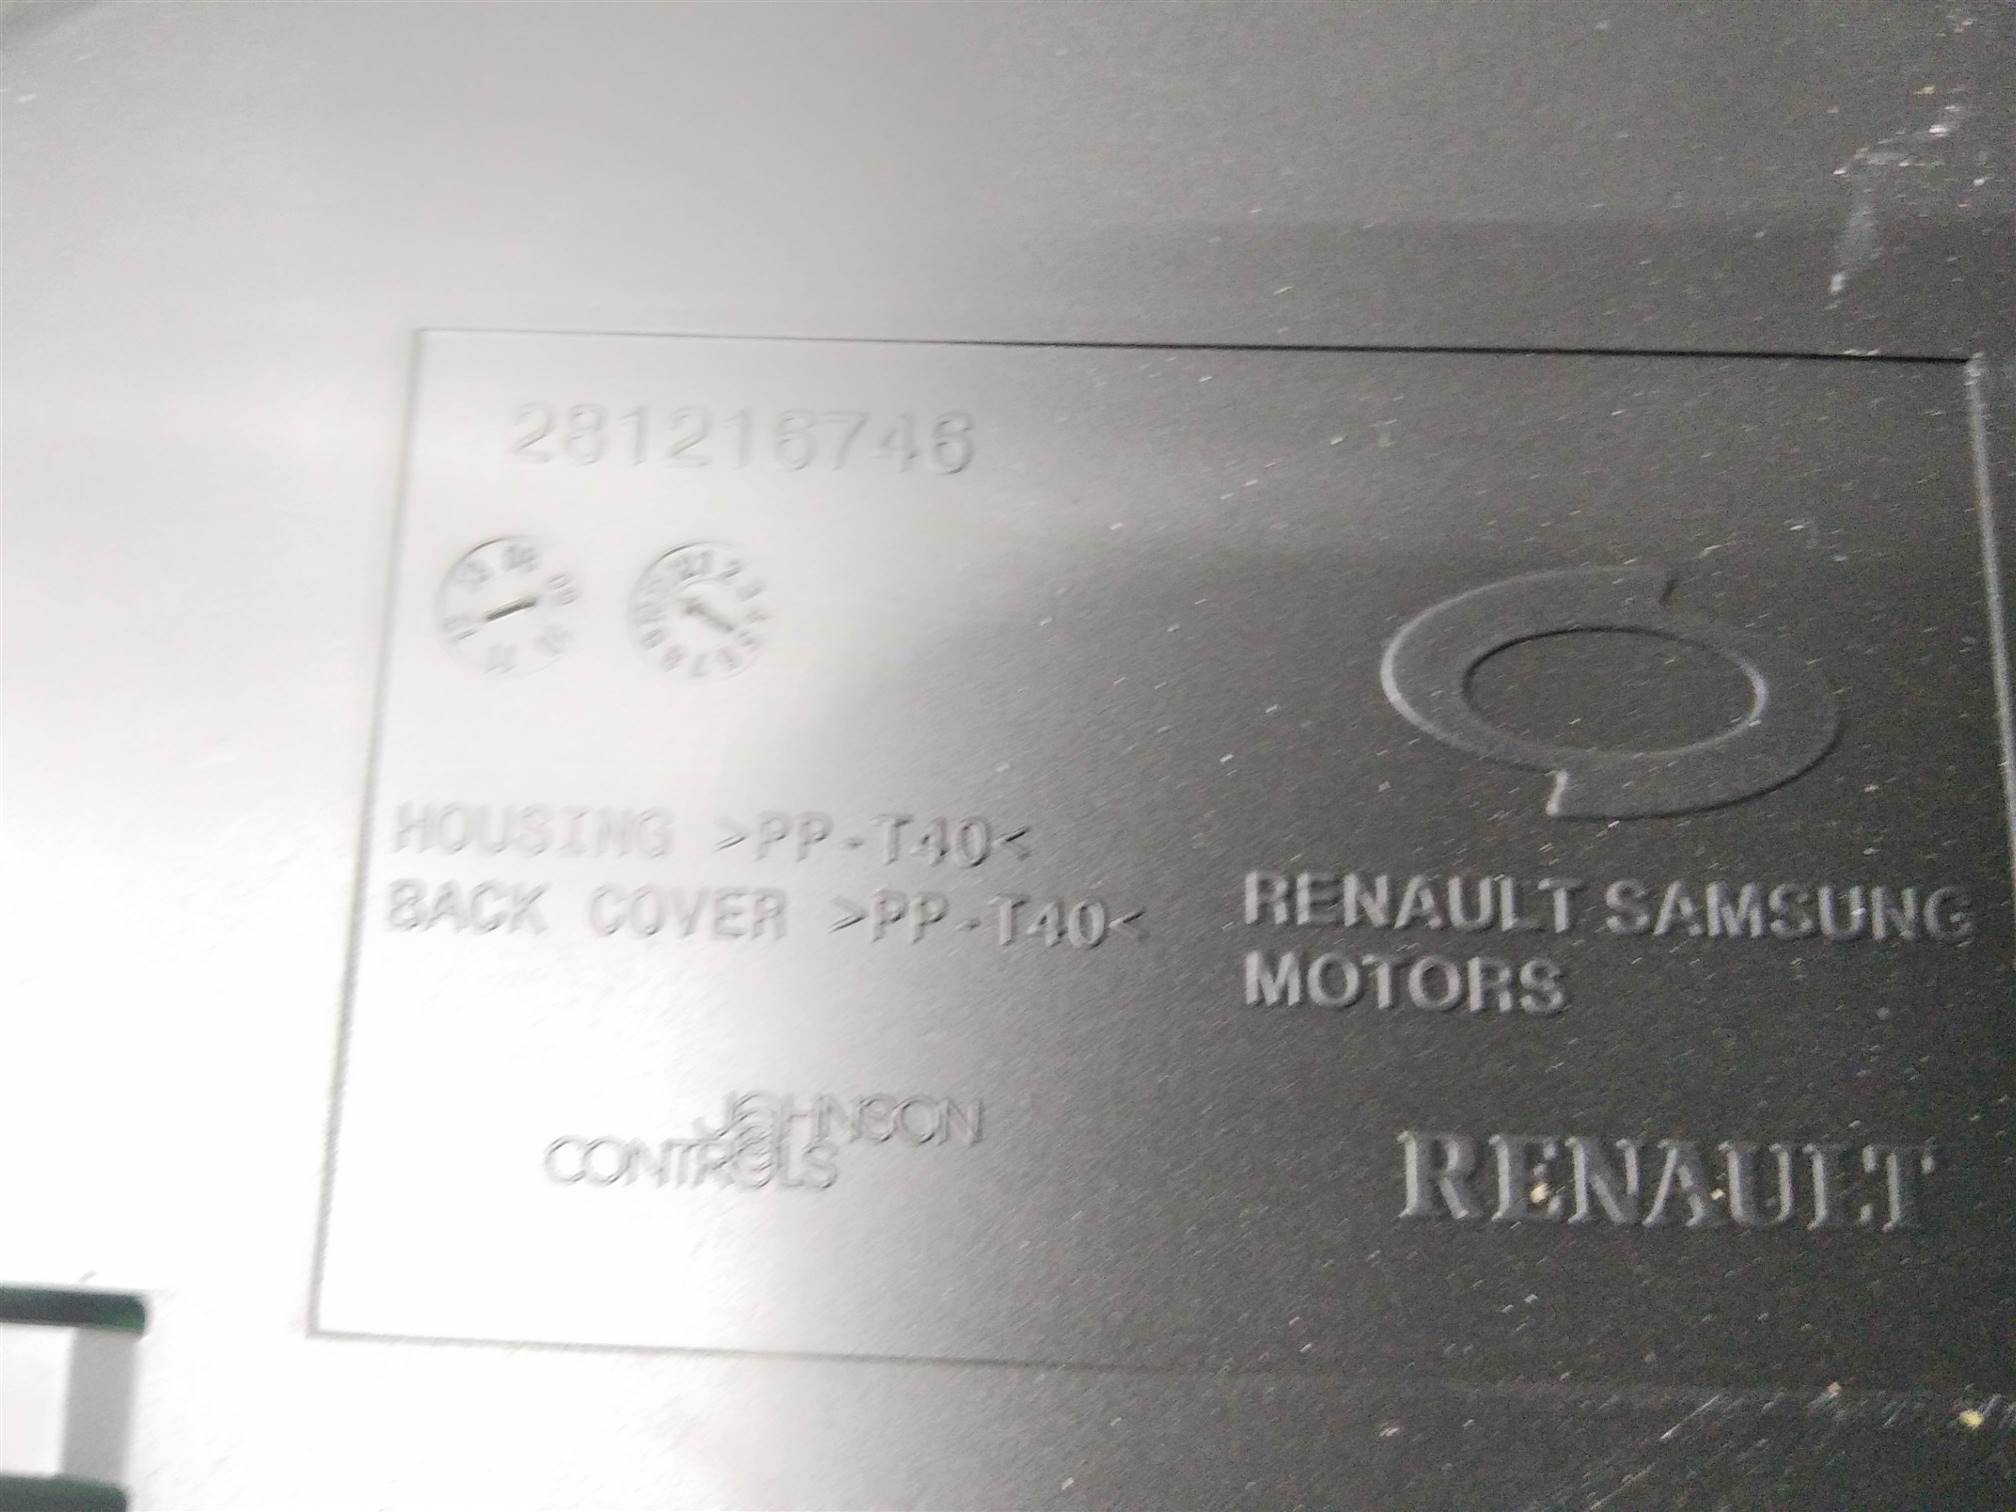 281216746
HOUSING >PP-T40<
BACK COVER >PP-T40<
RENAULT SAMSUNG
MOTORS
JOHNSON
CONTROLS
RENAULT